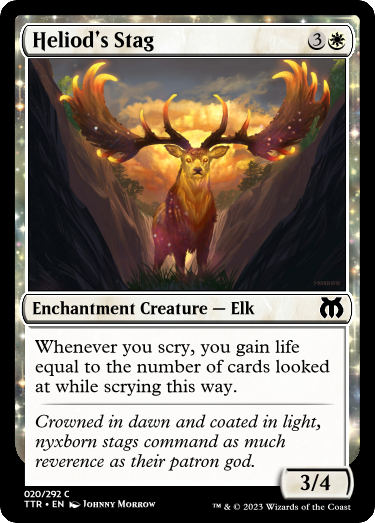 Heliod's Stag 3
Enchantment Creature — Elk
Whenever you scry, you gain life
equal to the number of cards looked
at while scrying this way.
Crowned in dawn and coated in light,
nyxborn stags command as much
reverence as their patron god.
3/4
020/292 C
TTR • EN Johnny Morrow
™ & © 2023 Wizards of the Coast